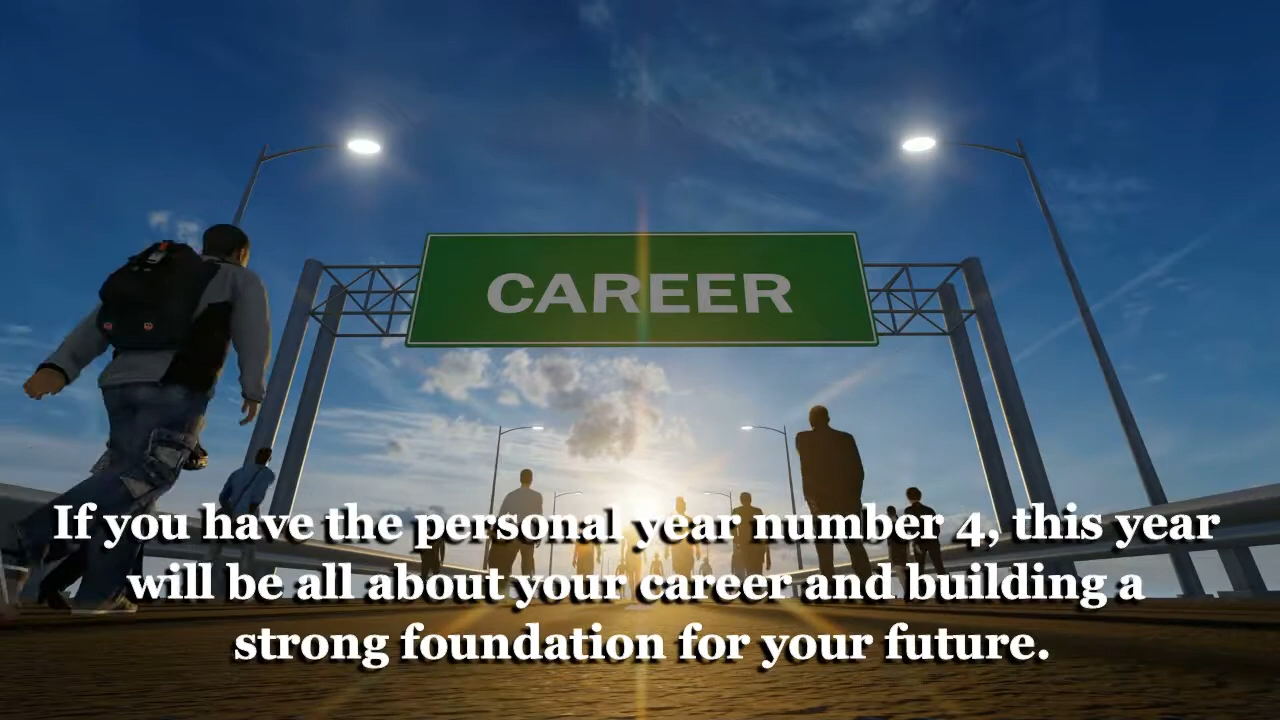 CAREER
If you have the personal year number 4, this year
will be all about your career and building a
strong foundation for your future.